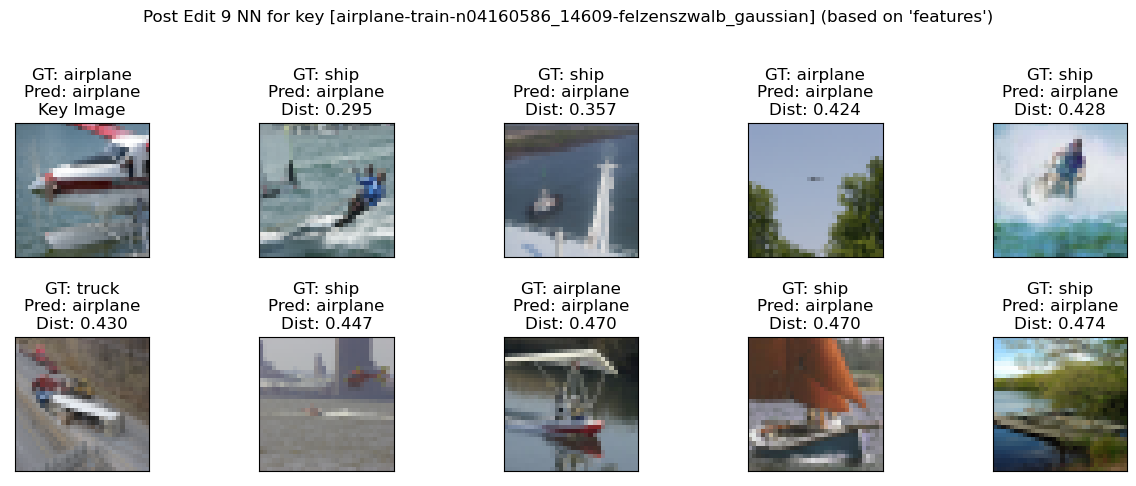 Post Edit 9 NN for key [airplane-train-n04160586_14609-felzenszwalb_gaussian] (based on 'features')
GT: airplane
Pred: airplane
Key Image
GT: ship
Pred: airplane
Dist: 0.295
GT: ship
Pred: airplane
Dist: 0.357
GT: airplane
Pred: airplane
Dist: 0.424
GT: ship
Pred: airplane
Dist: 0.428
GT: truck
Pred: airplane
Dist: 0.430
GT: ship
Pred: airplane
Dist: 0.447
GT: airplane
Pred: airplane
Dist: 0.470
GT: ship
Pred: airplane
Dist: 0.470
GT: ship
Pred: airplane
Dist: 0.474